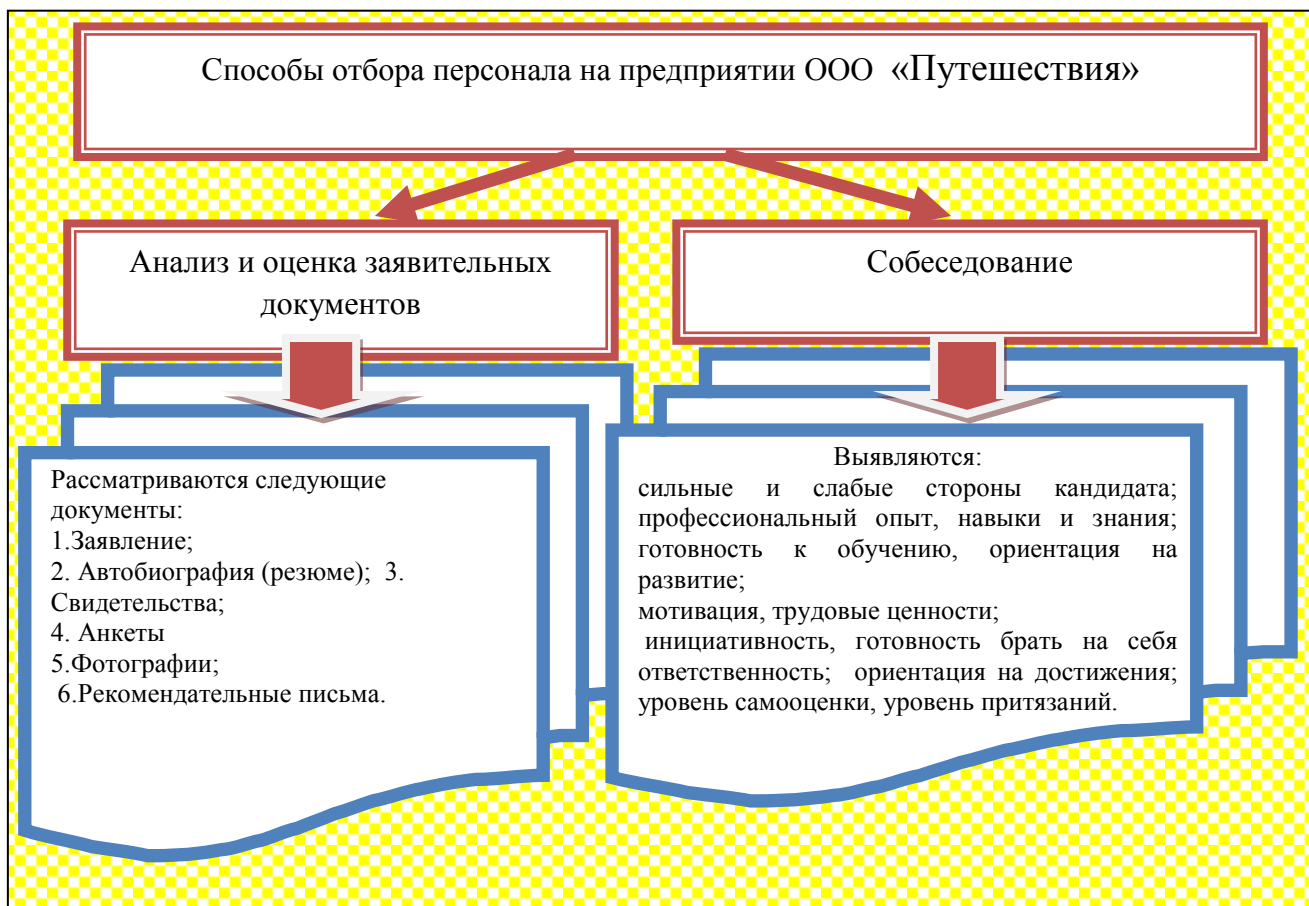 Способы отбора персонала на предприятии ООО «Путешествия»
Анализ и оценка заявительных
документов
Собеседование
Рассматриваются следующие
документы:
1.Заявление;
2. Автобиография (резюме); 3.
Свидетельства;
4. Анкеты
5.Фотографии;
6.Рекомендательные письма.
Выявляются:
сильные и слабые стороны кандидата;
профессиональный опыт, навыки и знания;
готовность к обучению, ориентация на
развитие;
мотивация, трудовые ценности;
инициативность, готовность брать на себя
ответственность; ориентация на достижения;
уровень самооценки, уровень притязаний.